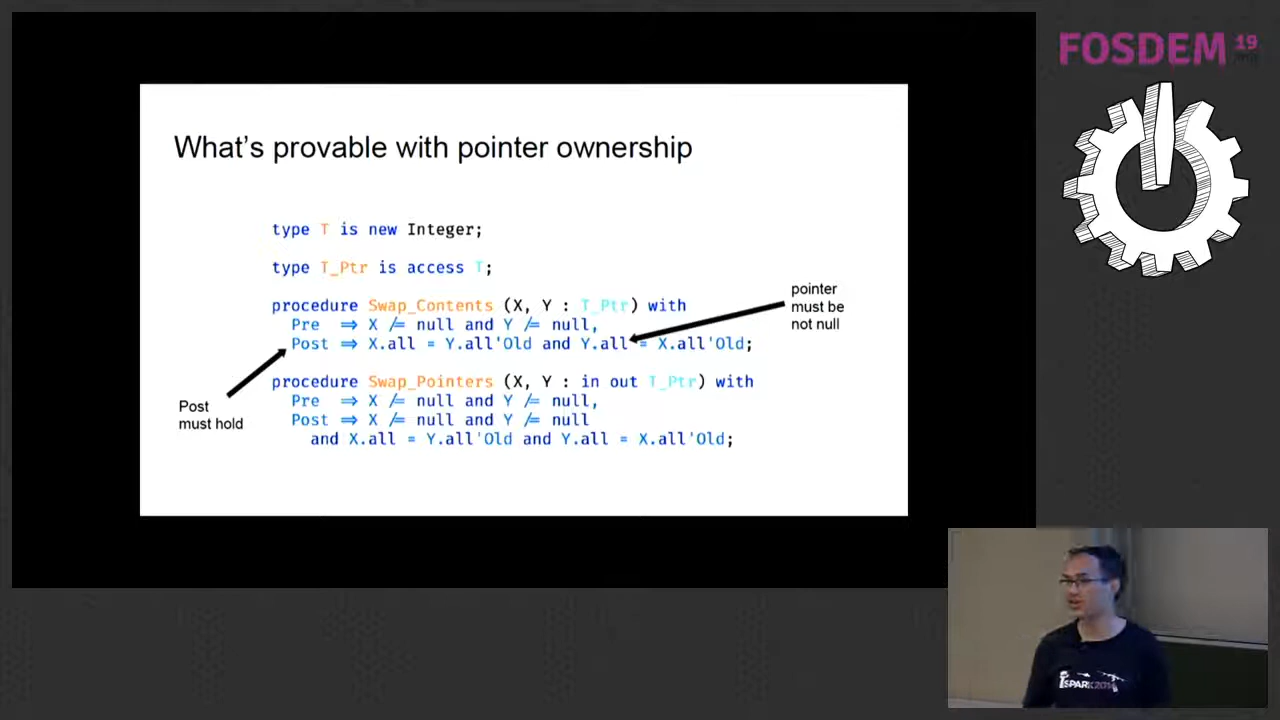 FOSDEM 19
What's provable with pointer ownership
type T is new Integer;
type T_Ptr is access T;
procedure Swap_Contents (X, Y : T_Ptr) with
Pre => X /= null and Y /= null,
Post => X.all = Y.all'Old and Y.all = X.all'Old;
pointer
must be
not null
Post
must hold
procedure Swap_Pointers (X, Y : in out T_Ptr) with
Pre => X /= null and Y /= null,
Post => X /= null and Y /= null
and X.all = Y.all'Old and Y.all = X.all'Old;
SPARK2014